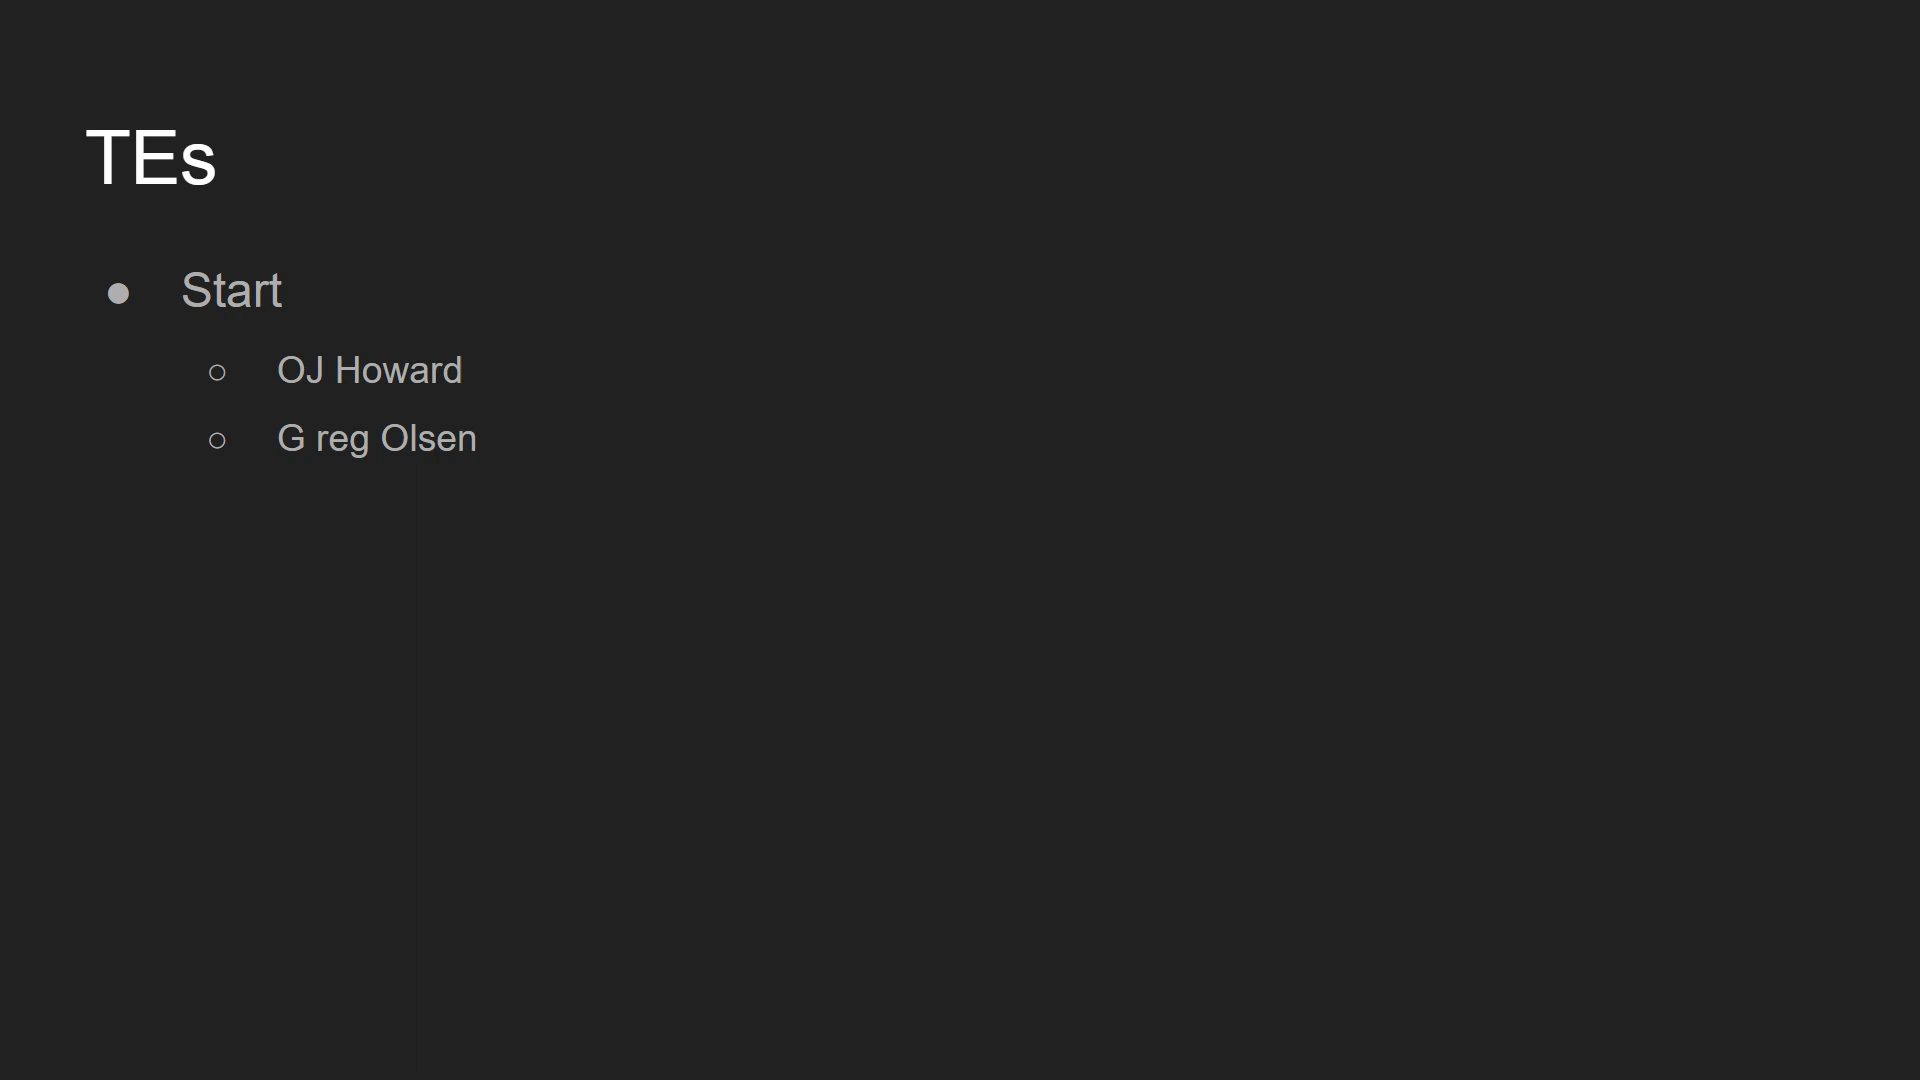 TEs
● Start
○ OJ Howard
○ G reg Olsen